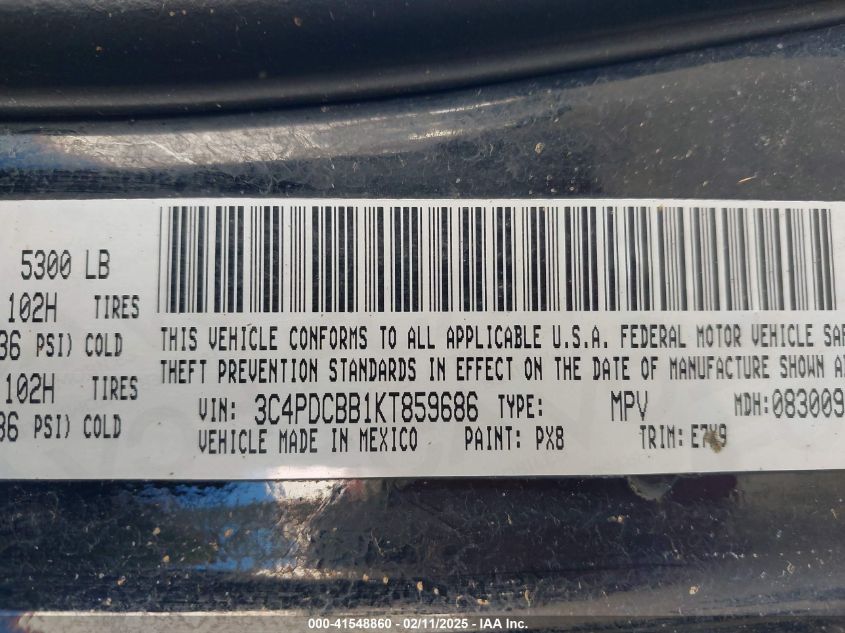 5300 LB
102H TIRES
36 PSI) COLD
102H TIRES
36 PSI) COLD
THIS VEHICLE CONFORMS TO ALL APPLICABLE U.S.A. FEDERAL MOTOR VEHICLE SAF
THEFT PREVENTION STANDARDS IN EFFECT ON THE DATE OF MANUFACTURE SHOWN A
VIN: 3C4PDCBB1KT859686 TYPE: MPV MDH:083009
VEHICLE MADE IN MEXICO PAINT: PX8 TRIM:
000-41548860 - 02/11/2025 - IAA Inc.